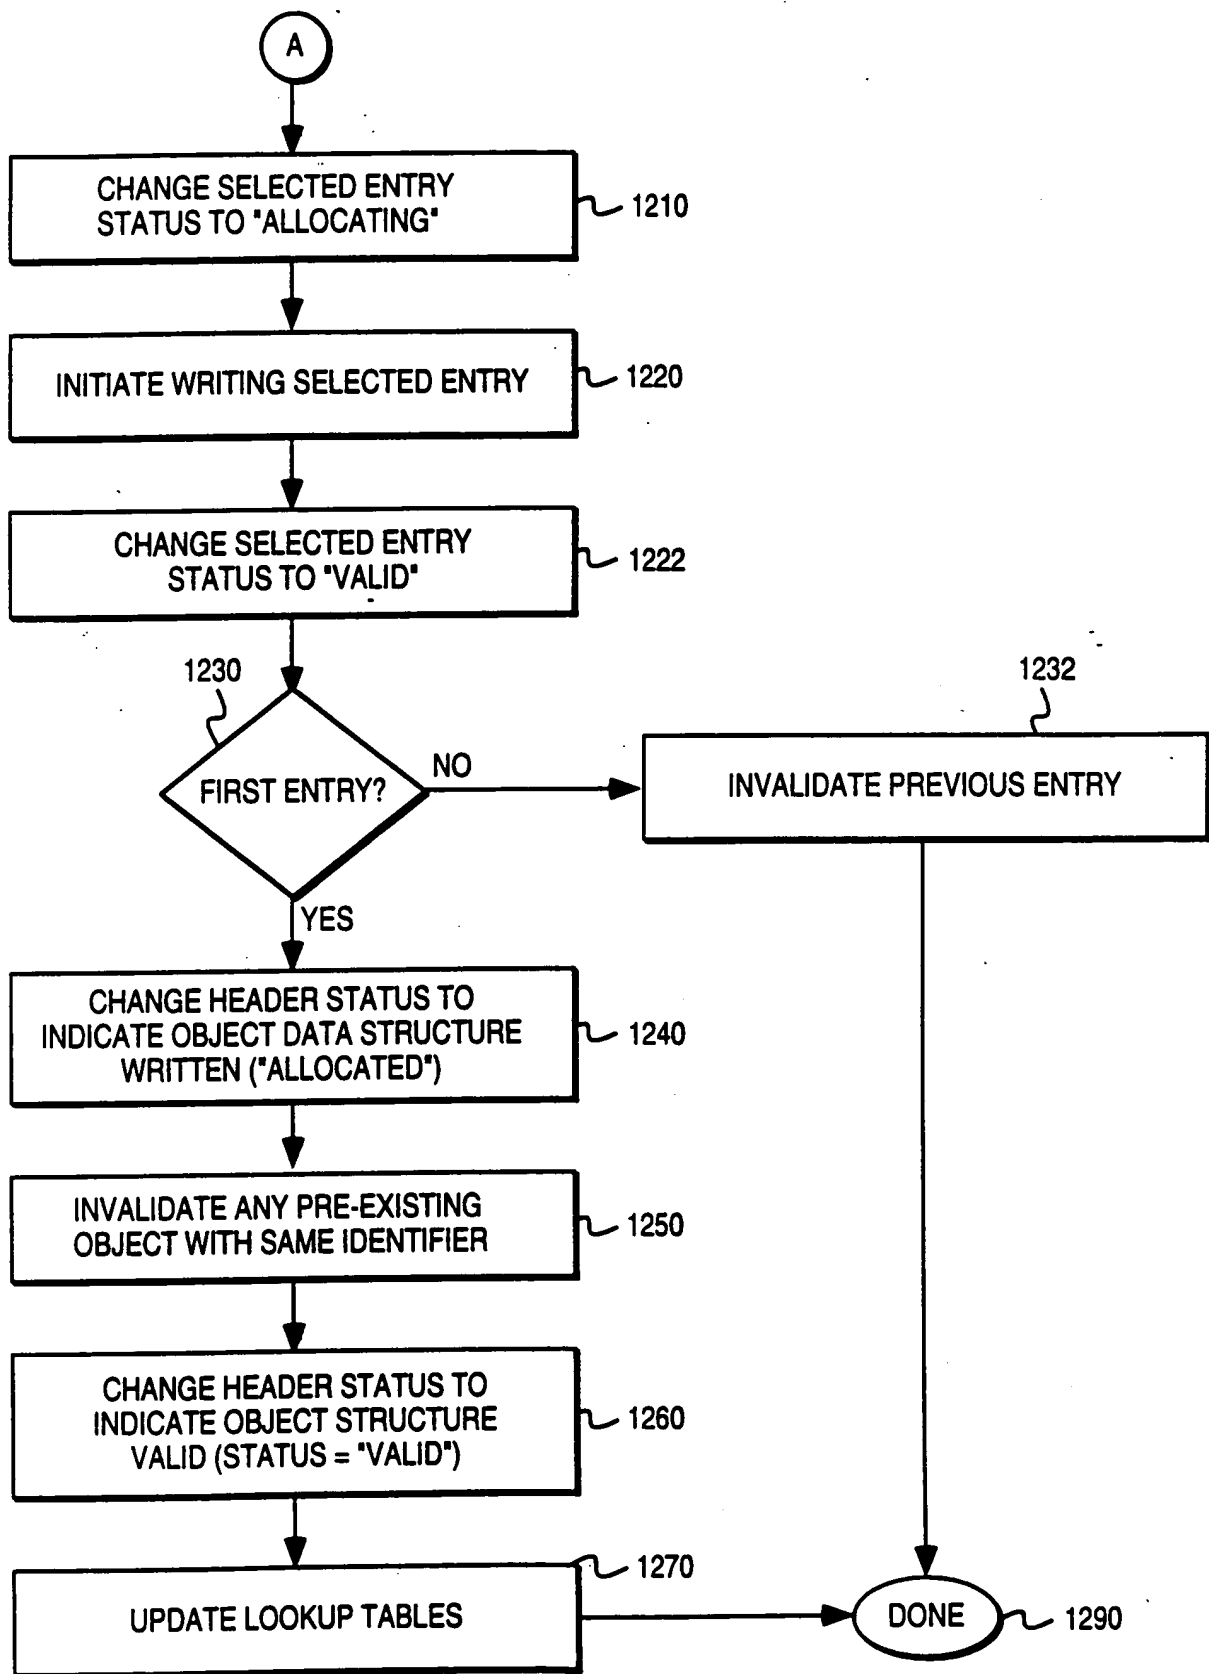 A
CHANGE SELECTED ENTRY
STATUS TO "ALLOCATING"
1210
INITIATE WRITING SELECTED ENTRY
1220
CHANGE SELECTED ENTRY
STATUS TO "VALID"
1222
1230
FIRST ENTRY?
NO
1232
INVALIDATE PREVIOUS ENTRY
YES
CHANGE HEADER STATUS TO
INDICATE OBJECT DATA STRUCTURE
WRITTEN ("ALLOCATED")
1240
INVALIDATE ANY PRE-EXISTING
OBJECT WITH SAME IDENTIFIER
1250
CHANGE HEADER STATUS TO
INDICATE OBJECT STRUCTURE
VALID (STATUS = "VALID")
1260
1270
UPDATE LOOKUP TABLES
DONE
1290